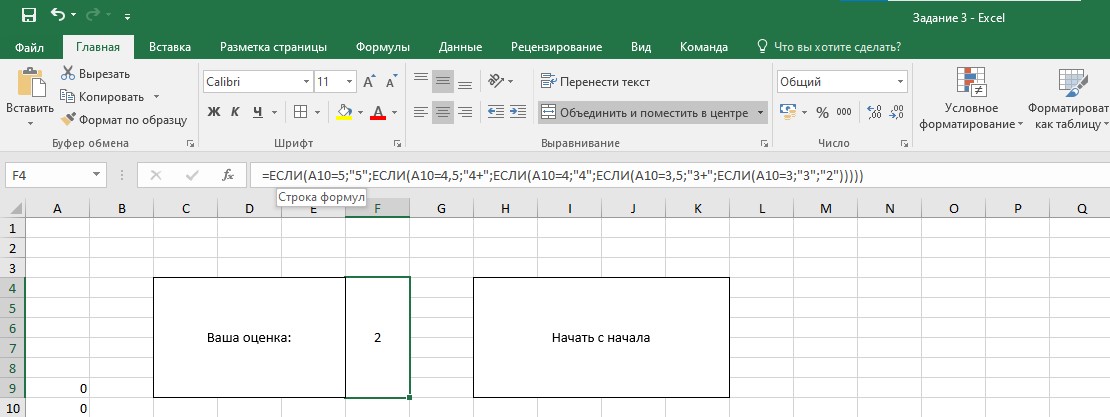 Задание 3 - Excel
Файл Главная Вставка Разметка страницы Формулы Данные Рецензирование Вид Команда Что вы хотите сделать?
Вставить
Вырезать
Копировать
Формат по образцу
Буфер обмена
Calibri 11
Ж К Ч
Шрифт
Перенести текст
Объединить и поместить в центре
Выравнивание
Общий
% 000
Число
Условное форматирование
Форматироват как таблицу
F4 fx =ЕСЛИ(A10=5;"5";ЕСЛИ(A10=4,5;"4+";ЕСЛИ(A10=4;"4";ЕСЛИ(A10=3,5;"3+";ЕСЛИ(A10=3;"3";"2")))))
Строка формул
A B C D E F G H I J K L M N O P Q
1
2
3
4
5
6
7
8
9 0
10 0
Ваша оценка: 2 Начать с начала